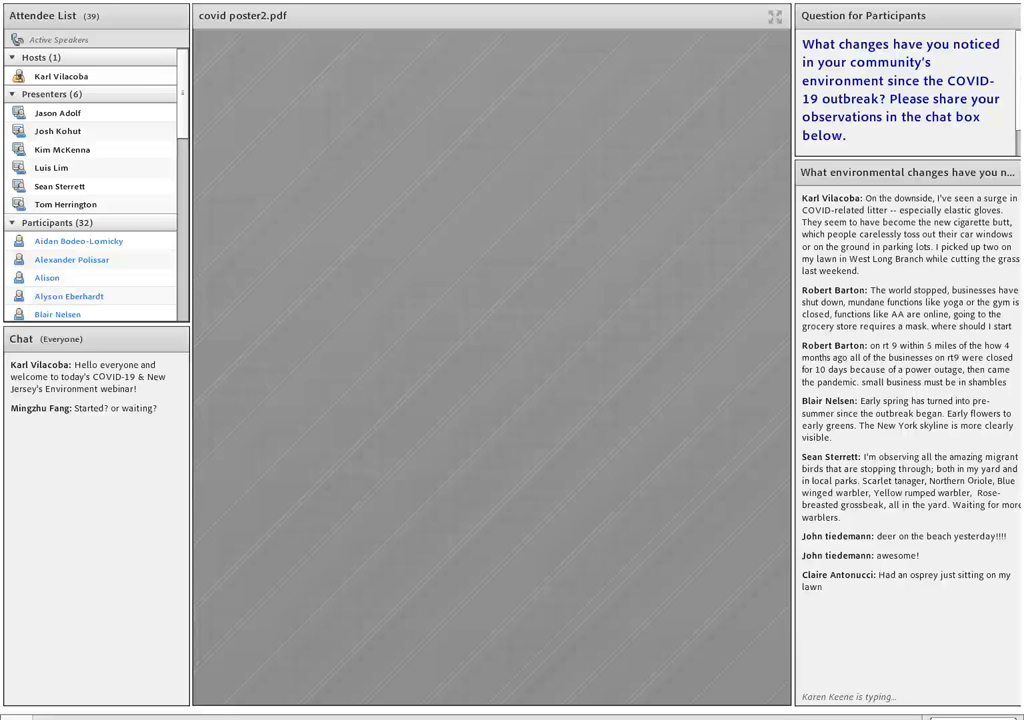 Attendee List (39)
Active Speakers
Hosts (1)
Karl Vilacoba
Presenters (6)
Jason Adolf
Josh Kohut
Kim McKenna
Luis Lim
Sean Sterrett
Tom Herrington
Participants (32)
Aidan Bodeo-Lomicky
Alexander Polissar
Alison
Alyson Eberhardt
Blair Nelsen
Chat (Everyone)
Karl Vilacoba: Hello everyone and
welcome to today's COVID-19 & New
Jersey's Environment webinar!
Mingzhu Fang: Started? or waiting?
covid poster2.pdf
Question for Participants
What changes have you noticed
in your community's
environment since the COVID-
19 outbreak? Please share your
observations in the chat box
below.
What environmental changes have you n...
Karl Vilacoba: On the downside, I've seen a surge in
COVID-related litter -- especially elastic gloves.
They seem to have become the new cigarette butt,
which people carelessly toss out their car windows
or on the ground in parking lots. I picked up two on
my lawn in West Long Branch while cutting the grass
last weekend.
Robert Barton: The world stopped, businesses have
shut down, mundane functions like yoga or the gym is
closed, functions like AA are online, going to the
grocery store requires a mask. where should I start
Robert Barton: on rt 9 within 5 miles of the how 4
months ago all of the businesses on rt9 were closed
for 10 days because of a power outage, then came
the pandemic. small business must be in shambles
Blair Nelsen: Early spring has turned into pre-
summer since the outbreak began. Early flowers to
early greens. The New York skyline is more clearly
visible.
Sean Sterrett: I'm observing all the amazing migrant
birds that are stopping through; both in my yard and
in local parks. Scarlet tanager, Northern Oriole, Blue
winged warbler, Yellow rumped warbler, Rose-
breasted grossbeak, all in the yard. Waiting for more
warblers.
John tiedemann: deer on the beach yesterday!!!!
John tiedemann: awesome!
Claire Antonucci: Had an osprey just sitting on my
lawn
Karen Keene is typing...